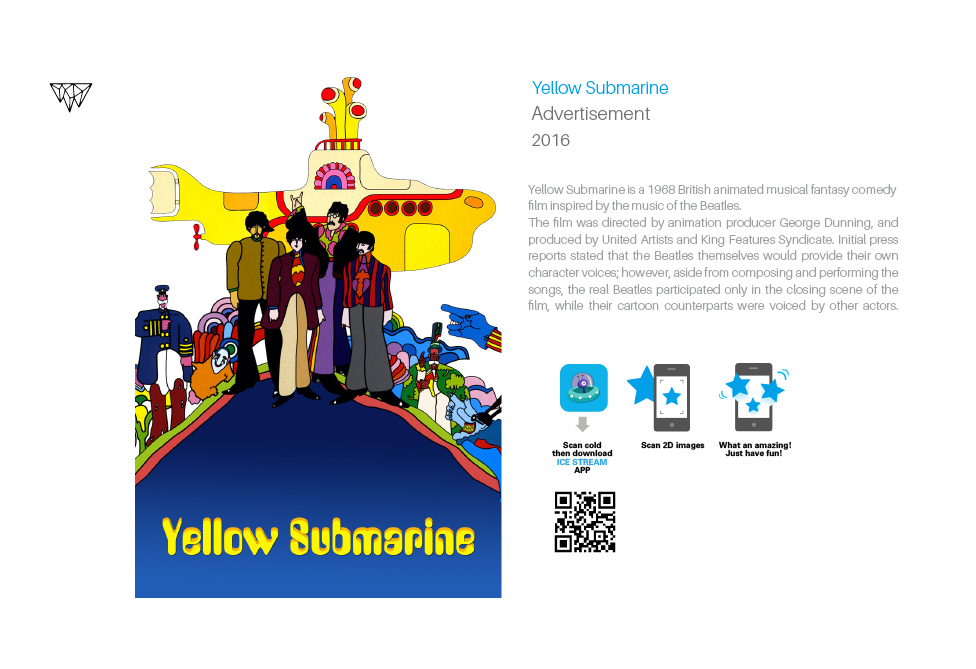 Yellow Submarine
Advertisement
2016
Yellow Submarine is a 1968 British animated musical fantasy comedy
film inspired by the music of the Beatles.
The film was directed by animation producer George Dunning, and
produced by United Artists and King Features Syndicate. Initial press
reports stated that the Beatles themselves would provide their own
character voices; however, aside from composing and performing the
songs, the real Beatles participated only in the closing scene of the
film, while their cartoon counterparts were voiced by other actors.
Scan cold
then download
ICE STREAM
APP
Scan 2D images
What an amazing!
Just have fun!
Yellow Submarine